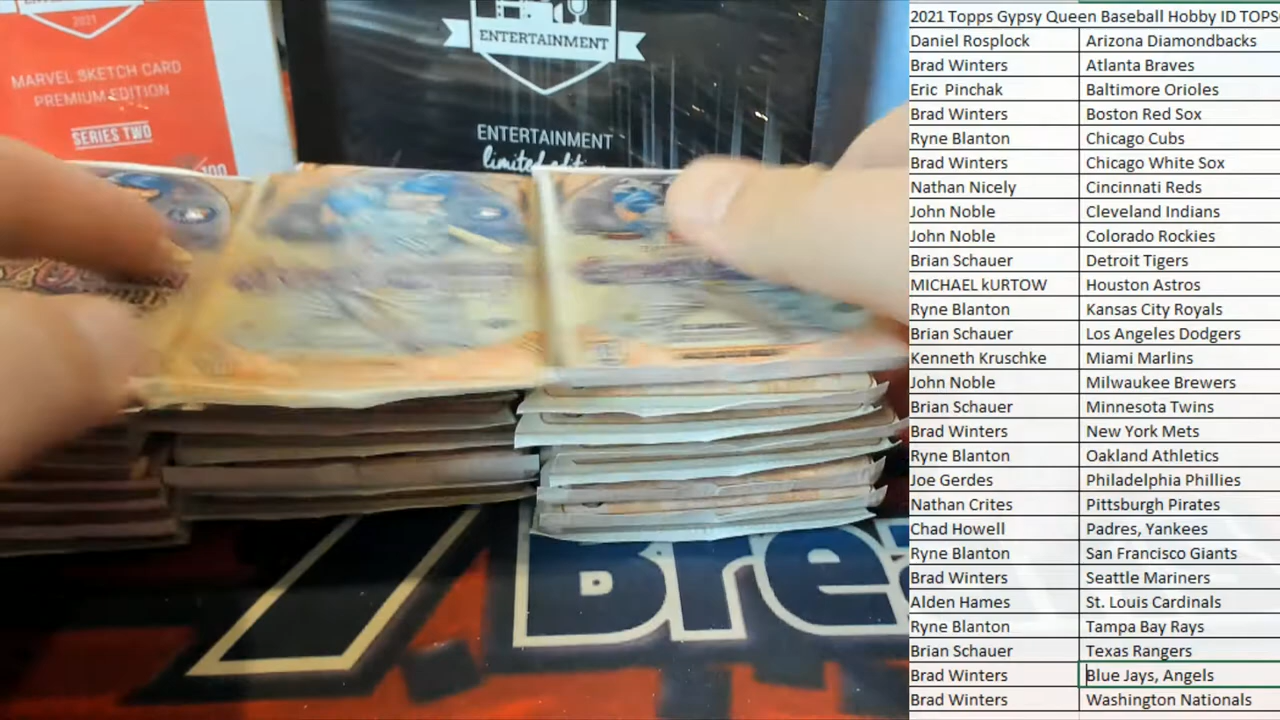 2021
MARVEL SKETCH CARD
PREMIUM EDITION
SERIES TWO
/100
ENTERTAINMENT
ENTERTAINMENT
limited
Bre
2021 Topps Gypsy Queen Baseball Hobby ID TOPS
Daniel Rosplock Arizona Diamondbacks
Brad Winters Atlanta Braves
Eric Pinchak Baltimore Orioles
Brad Winters Boston Red Sox
Ryne Blanton Chicago Cubs
Brad Winters Chicago White Sox
Nathan Nicely Cincinnati Reds
John Noble Cleveland Indians
John Noble Colorado Rockies
Brian Schauer Detroit Tigers
MICHAEL kURTOW Houston Astros
Ryne Blanton Kansas City Royals
Brian Schauer Los Angeles Dodgers
Kenneth Kruschke Miami Marlins
John Noble Milwaukee Brewers
Brian Schauer Minnesota Twins
Brad Winters New York Mets
Ryne Blanton Oakland Athletics
Joe Gerdes Philadelphia Phillies
Nathan Crites Pittsburgh Pirates
Chad Howell Padres, Yankees
Ryne Blanton San Francisco Giants
Brad Winters Seattle Mariners
Alden Hames St. Louis Cardinals
Ryne Blanton Tampa Bay Rays
Brian Schauer Texas Rangers
Brad Winters Blue Jays, Angels
Brad Winters Washington Nationals